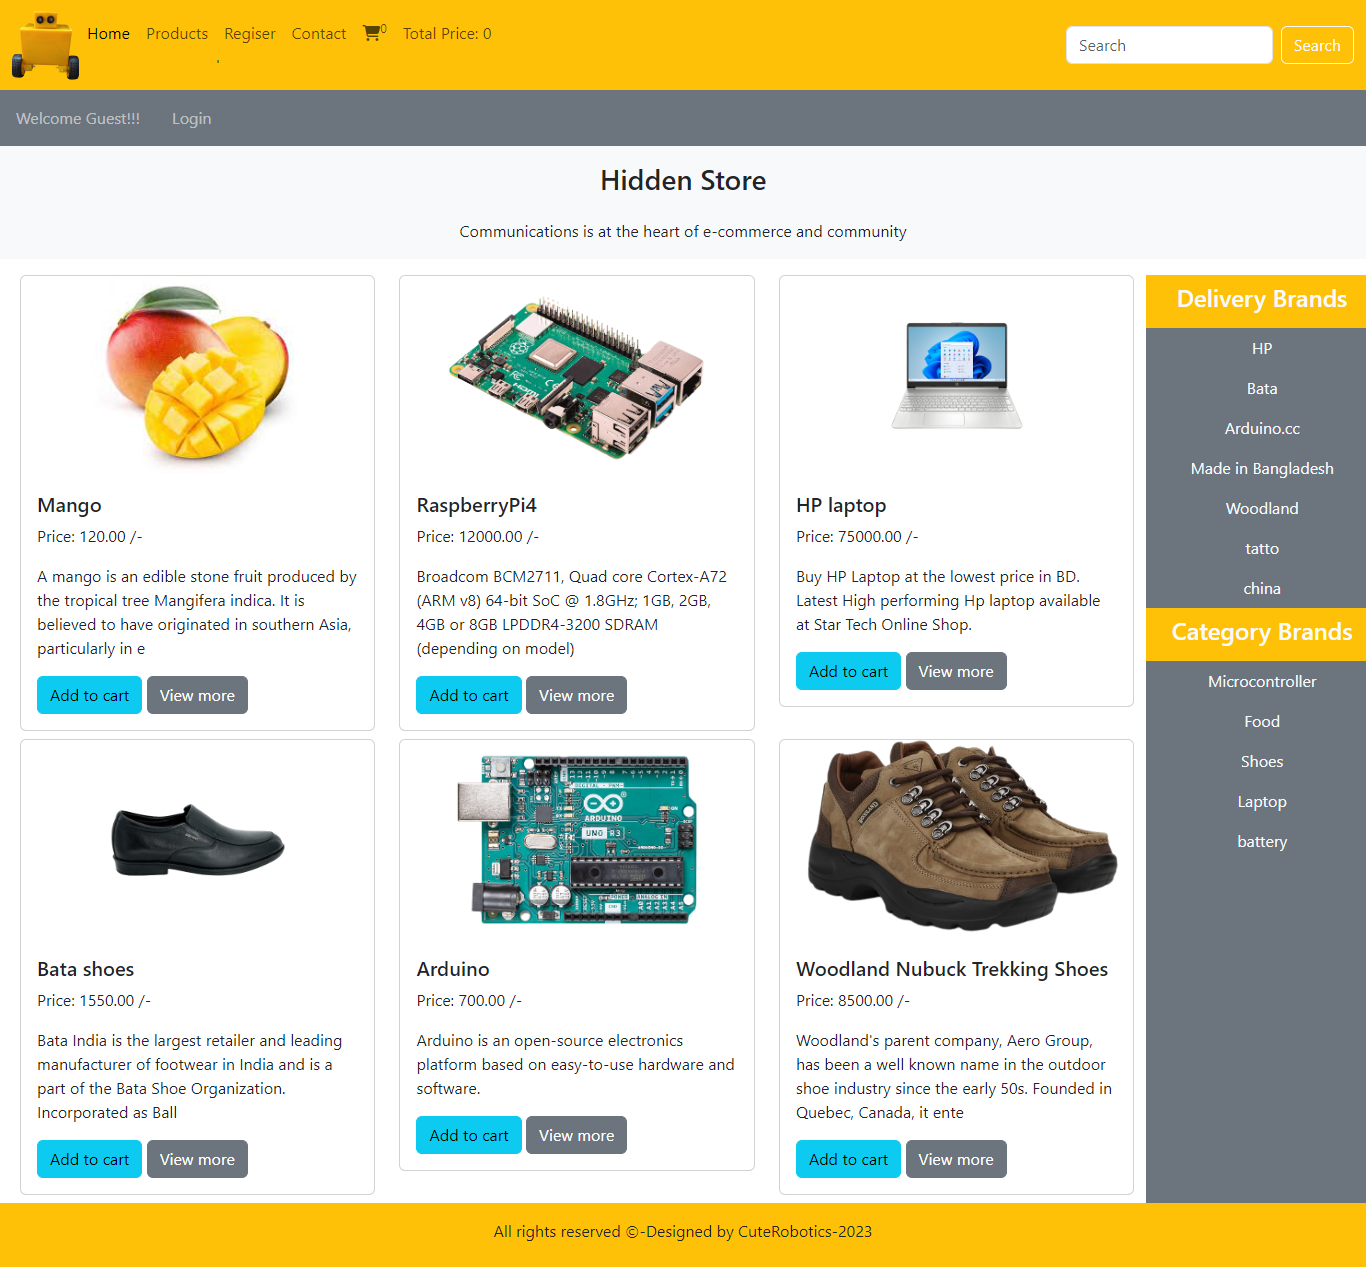 Home Products Regiser Contact 0 Total Price: 0
Search Search
Welcome Guest!!! Login
Hidden Store
Communications is at the heart of e-commerce and community
Mango
Price: 120.00 /-
A mango is an edible stone fruit produced by
the tropical tree Mangifera indica. It is
believed to have originated in southern Asia,
particularly in e
Add to cart View more
RaspberryPi4
Price: 12000.00 /-
Broadcom BCM2711, Quad core Cortex-A72
(ARM v8) 64-bit SoC @ 1.8GHz; 1GB, 2GB,
4GB or 8GB LPDDR4-3200 SDRAM
(depending on model)
Add to cart View more
HP laptop
Price: 75000.00 /-
Buy HP Laptop at the lowest price in BD.
Latest High performing Hp laptop available
at Star Tech Online Shop.
Add to cart View more
Bata shoes
Price: 1550.00 /-
Bata India is the largest retailer and leading
manufacturer of footwear in India and is a
part of the Bata Shoe Organization.
Incorporated as Ball
Add to cart View more
ARDUINO
UNO R3
Arduino
Price: 700.00 /-
Arduino is an open-source electronics
platform based on easy-to-use hardware and
software.
Add to cart View more
Woodland Nubuck Trekking Shoes
Price: 8500.00 /-
Woodland's parent company, Aero Group,
has been a well known name in the outdoor
shoe industry since the early 50s. Founded in
Quebec, Canada, it ente
Add to cart View more
Delivery Brands
HP
Bata
Arduino.cc
Made in Bangladesh
Woodland
tatto
china
Category Brands
Microcontroller
Food
Shoes
Laptop
battery
All rights reserved ©-Designed by CuteRobotics-2023